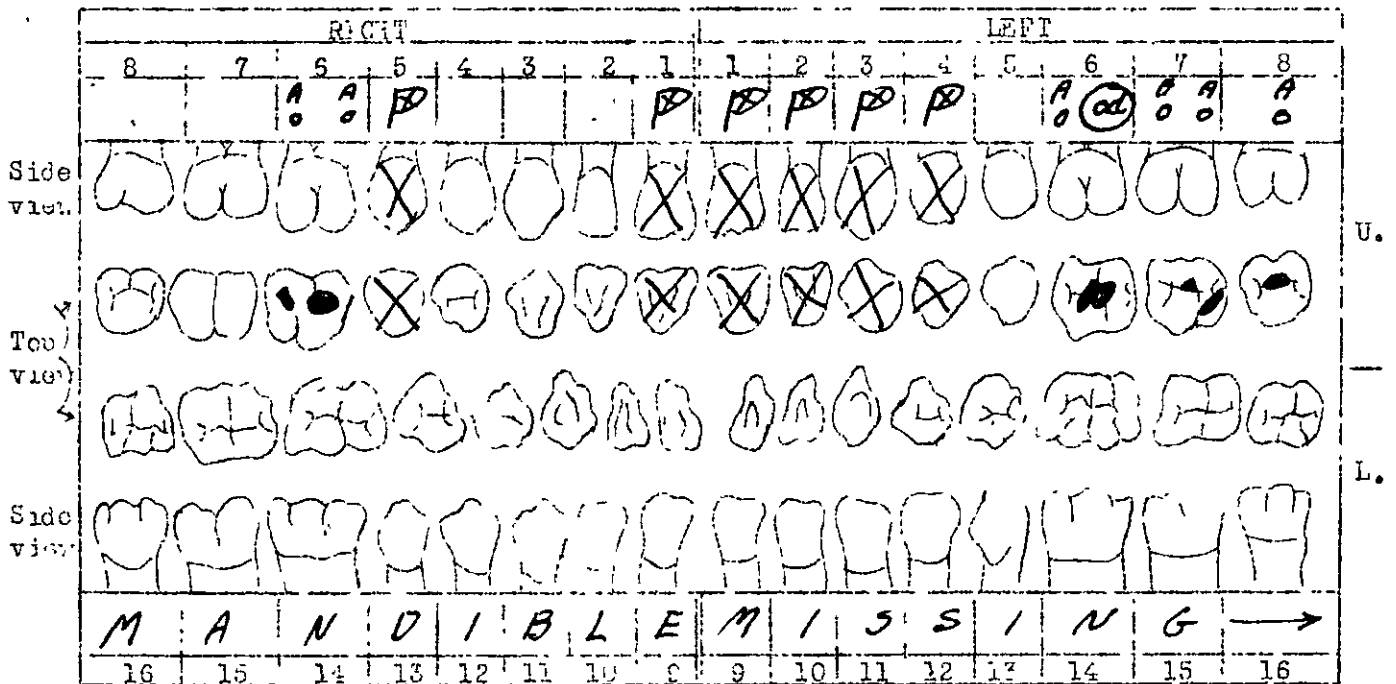 RIGHT LEFT
8 7 6 5 4 3 2 1 1 2 3 4 5 6 7 8
A A A A A A
o o o od o o o
Side
view
U.
Top
view
L.
Side
view
M A N D I B L E M I S S I N G →
16 15 14 13 12 11 10 9 9 10 11 12 13 14 15 16